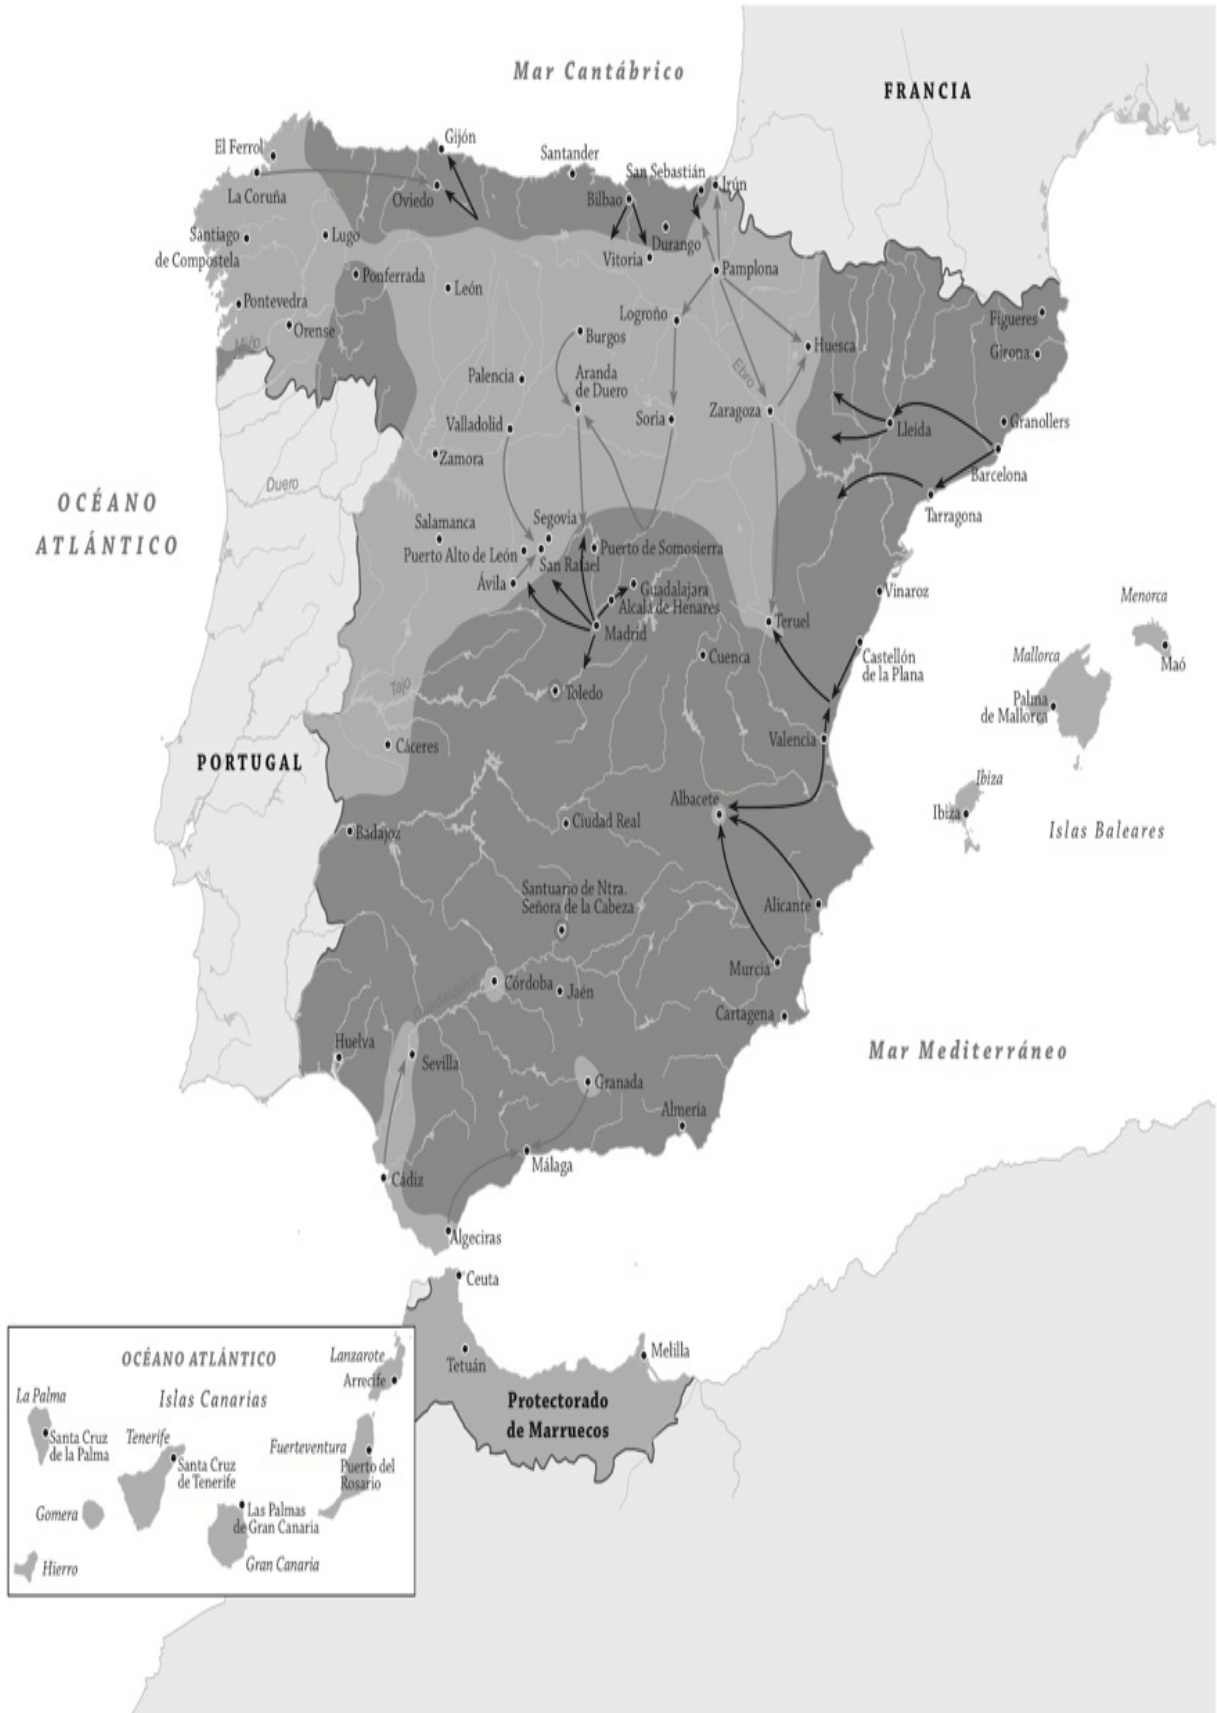 Mar Cantábrico
FRANCIA
El Ferrol
Gijón
Santander
San Sebastián
Irún
La Coruña
Oviedo
Bilbao
Santiago
de Compostela
Lugo
Durango
Vitoria
Ponferrada
León
Pamplona
Pontevedra
Orense
Miño
Logroño
Burgos
Huesca
Figueres
Girona
Palencia
Aranda
de Duero
Ebro
Valladolid
Soria
Zaragoza
Lleida
Granollers
Zamora
Barcelona
Duero
OCÉANO
ATLÁNTICO
Tarragona
Salamanca
Segovia
Puerto Alto de León
San Rafael
Puerto de Somosierra
Ávila
Guadalajara
Alcalá de Henares
Vinaroz
Menorca
Madrid
Teruel
Cuenca
Castellón
de la Plana
Mallorca
Maó
Tajo
Toledo
Palma
de Mallorca
Cáceres
Valencia
PORTUGAL
Ibiza
Ibiza
Albacete
Badajoz
Ciudad Real
Islas Baleares
Santuario de Ntra.
Señora de la Cabeza
Alicante
Murcia
Córdoba
Jaén
Guadalquivir
Cartagena
Huelva
Sevilla
Mar Mediterráneo
Granada
Almería
Málaga
Cádiz
Algeciras
Ceuta
Tetuán
Melilla
Protectorado
de Marruecos
OCÉANO ATLÁNTICO
Islas Canarias
Lanzarote
Arrecife
La Palma
Santa Cruz
de la Palma
Tenerife
Santa Cruz
de Tenerife
Fuerteventura
Puerto del
Rosario
Gomera
Las Palmas
de Gran Canaria
Gran Canaria
Hierro